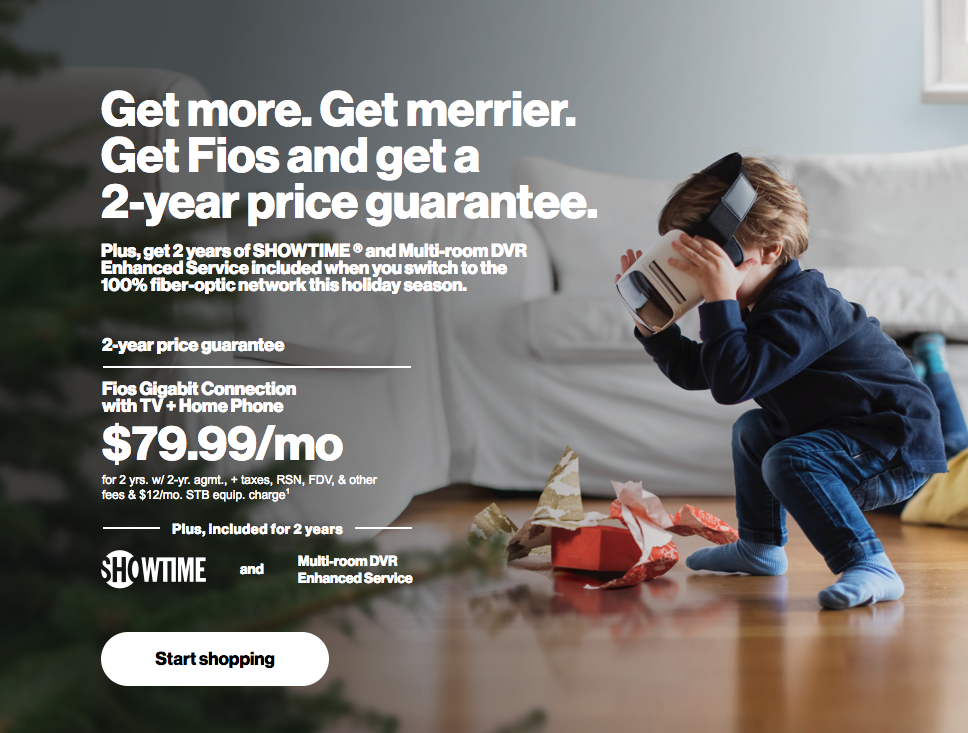 Get more. Get merrier.
Get Fios and get a
2-year price guarantee.
Plus, get 2 years of SHOWTIME ® and Multi-room DVR
Enhanced Service included when you switch to the
100% fiber-optic network this holiday season.
2-year price guarantee
Fios Gigabit Connection
with TV + Home Phone
$79.99/mo
for 2 yrs. w/ 2-yr. agmt., + taxes, RSN, FDV, & other
fees & $12/mo. STB equip. charge¹
Plus, included for 2 years
SHOWTIME and Multi-room DVR
Enhanced Service
Start shopping